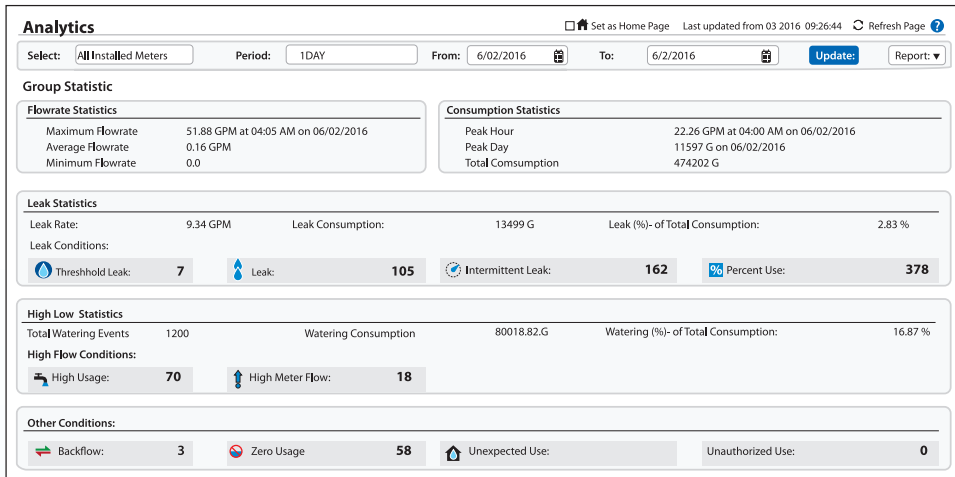 Analytics
Set as Home Page Last updated from 03 2016 09:26:44 Refresh Page ?
Select: All Installed Meters Period: 1DAY From: 6/02/2016 To: 6/2/2016 Update: Report: ▼
Group Statistic
Flowrate Statistics
Maximum Flowrate 51.88 GPM at 04:05 AM on 06/02/2016
Average Flowrate 0.16 GPM
Minimum Flowrate 0.0
Consumption Statistics
Peak Hour 22.26 GPM at 04:00 AM on 06/02/2016
Peak Day 11597 G on 06/02/2016
Total Comsumption 474202 G
Leak Statistics
Leak Rate: 9.34 GPM Leak Consumption: 13499 G Leak (%)- of Total Consumption: 2.83 %
Leak Conditions:
Threshhold Leak: 7 Leak: 105 Intermittent Leak: 162 % Percent Use: 378
High Low Statistics
Total Watering Events 1200 Watering Consumption 80018.82.G Watering (%)- of Total Consumption: 16.87 %
High Flow Conditions:
High Usage: 70 High Meter Flow: 18
Other Conditions:
Backflow: 3 Zero Usage 58 Unexpected Use: Unauthorized Use: 0